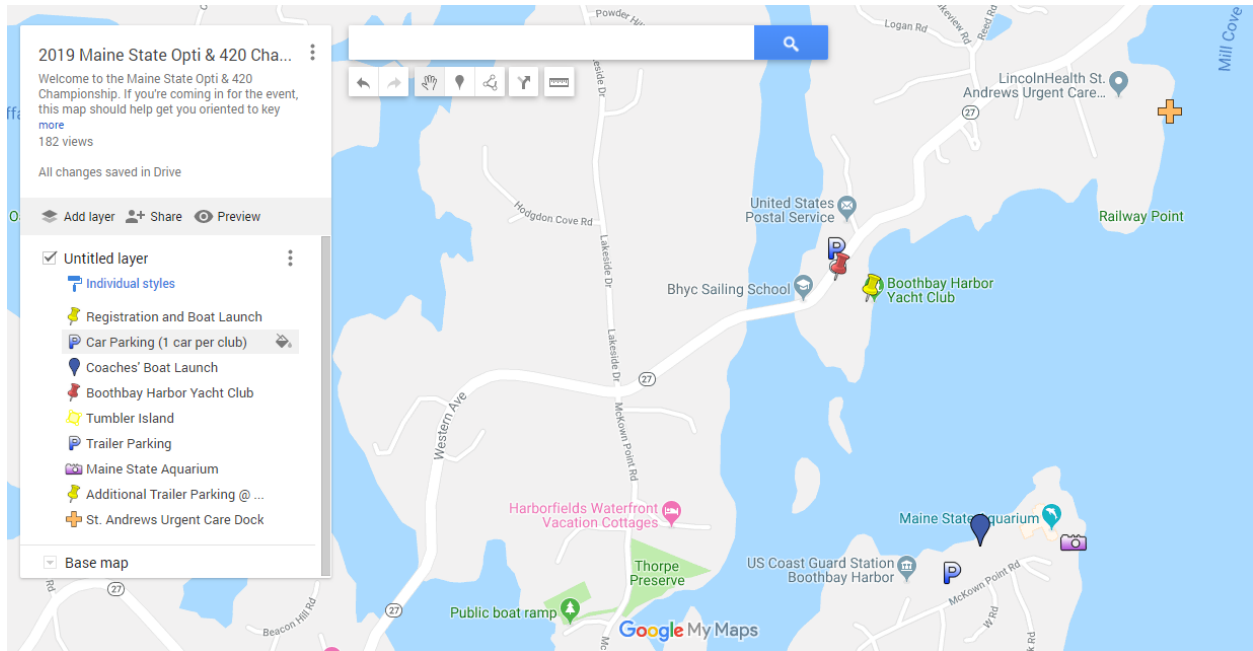 2019 Maine State Opti & 420 Cha...
Welcome to the Maine State Opti & 420
Championship. If you're coming in for the event,
this map should help get you oriented to key
more
182 views
All changes saved in Drive
Add layer
Share
Preview
Untitled layer
Individual styles
Registration and Boat Launch
Car Parking (1 car per club)
Coaches' Boat Launch
Boothbay Harbor Yacht Club
Tumbler Island
Trailer Parking
Maine State Aquarium
Additional Trailer Parking @ ...
St. Andrews Urgent Care Dock
Base map
Logan Rd
Reed Rd
Mill Cove
LincolnHealth St.
Andrews Urgent Care...
27
Hodgdon Cove Rd
Lakeside Dr
United States
Postal Service
Railway Point
Bhyc Sailing School
Boothbay Harbor
Yacht Club
Lakeside Dr
27
Western Ave
McKown Point Rd
Harborfields Waterfront
Vacation Cottages
Maine State Aquarium
US Coast Guard Station
Boothbay Harbor
Thorpe
Preserve
McKown Point Rd
Public boat ramp
27
27
Beacon Hill Rd
W Rd
Google My Maps